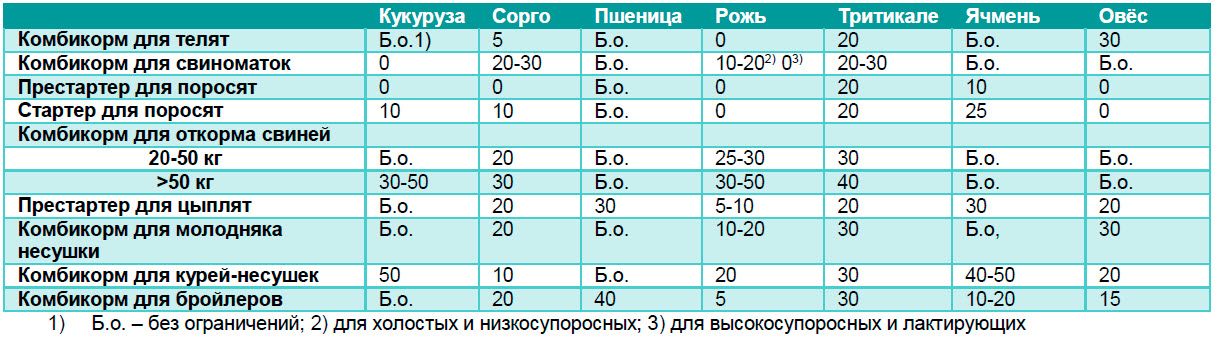 Кукуруза Сорго Пшеница Рожь Тритикале Ячмень Овёс
Комбикорм для телят Б.о.1) 5 Б.о. 0 20 Б.о. 30
Комбикорм для свиноматок 0 20-30 Б.о. 10-20²⁾ 0³⁾ 20-30 Б.о. Б.о.
Престартер для поросят 0 0 Б.о. 0 20 10 0
Стартер для поросят 10 10 Б.о. 0 20 25 0
Комбикорм для откорма свиней
20-50 кг Б.о. 20 Б.о. 25-30 30 Б.о. Б.о.
>50 кг 30-50 30 Б.о. 30-50 40 Б.о. Б.о.
Престартер для цыплят Б.о. 20 30 5-10 20 30 20
Комбикорм для молодняка Б.о. 20 Б.о. 10-20 30 Б.о, 30
несушки
Комбикорм для курей-несушек 50 10 Б.о. 20 30 40-50 20
Комбикорм для бройлеров Б.о. 20 40 5 30 10-20 15
1) Б.о. – без ограничений; 2) для холостых и низкосупоросных; 3) для высокосупоросных и лактирующих